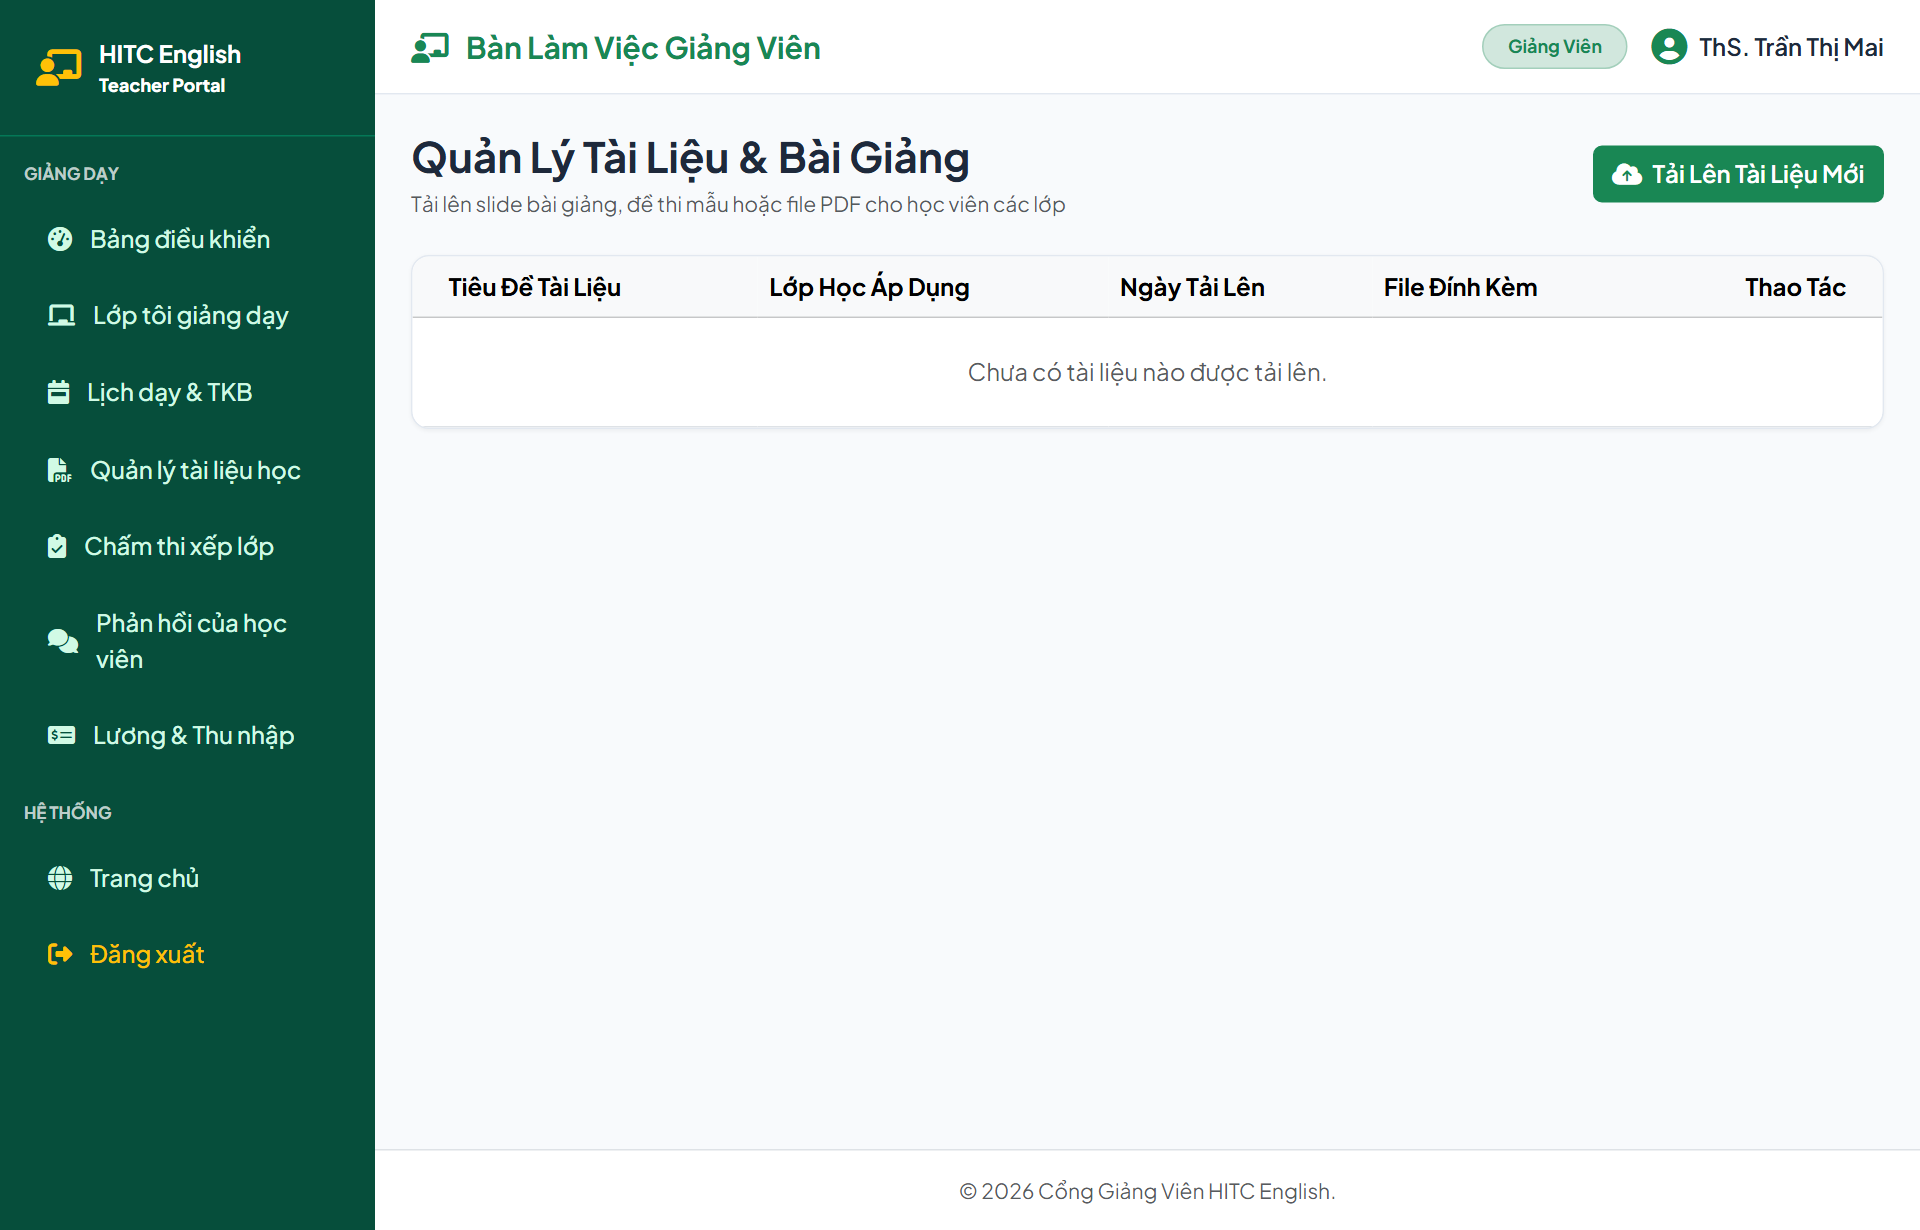 HITC English
Teacher Portal
GIẢNG DẠY
Bảng điều khiển
Lớp tôi giảng dạy
Lịch dạy & TKB
Quản lý tài liệu học
Chấm thi xếp lớp
Phản hồi của học
viên
Lương & Thu nhập
HỆ THỐNG
Trang chủ
Đăng xuất
Bàn Làm Việc Giảng Viên
Giảng Viên
ThS. Trần Thị Mai
Quản Lý Tài Liệu & Bài Giảng
Tải lên slide bài giảng, đề thi mẫu hoặc file PDF cho học viên các lớp
Tải Lên Tài Liệu Mới
Tiêu Đề Tài Liệu Lớp Học Áp Dụng Ngày Tải Lên File Đính Kèm Thao Tác
Chưa có tài liệu nào được tải lên.
© 2026 Cổng Giảng Viên HITC English.